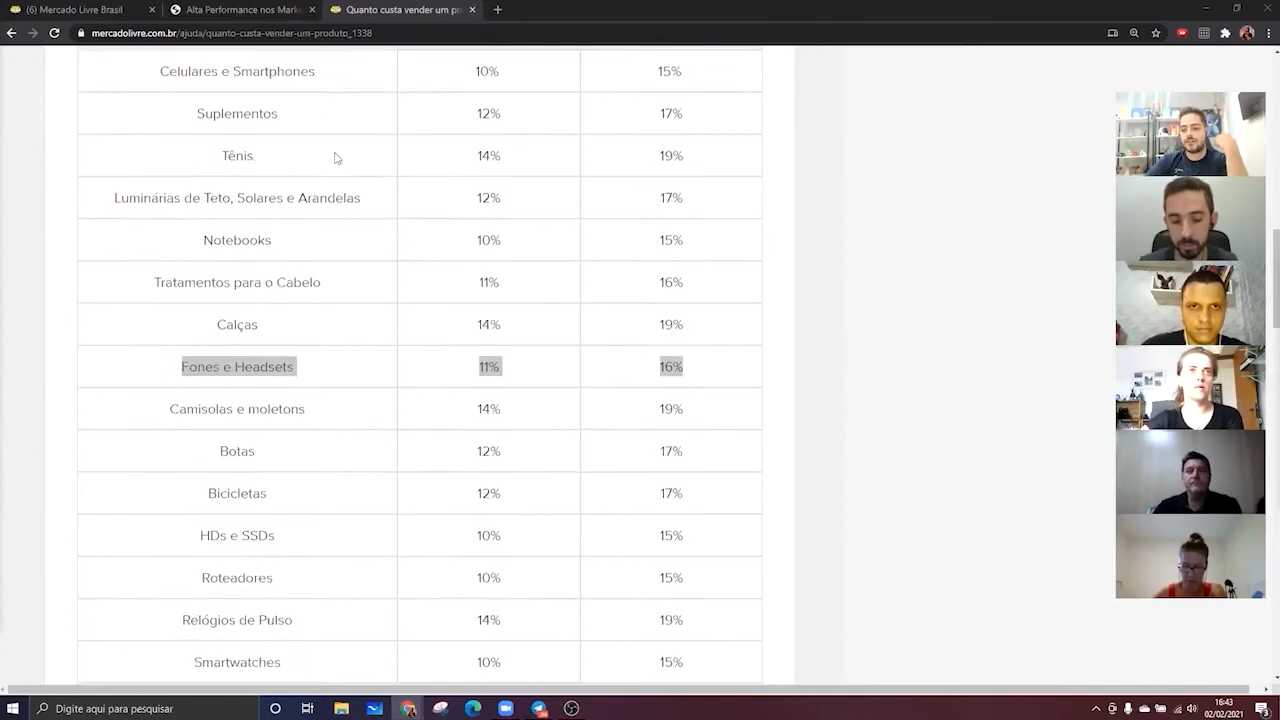 (6) Mercado Livre Brasil
Alta Performance nos Mark
Quanto custa vender um pr
mercadolivre.com.br/ajuda/quanto-custa-vender-um-produto_1338
Celulares e Smartphones 10% 15%
Suplementos 12% 17%
Tênis 14% 19%
Luminárias de Teto, Solares e Arandelas 12% 17%
Notebooks 10% 15%
Tratamentos para o Cabelo 11% 16%
Calças 14% 19%
Fones e Headsets 11% 16%
Camisolas e moletons 14% 19%
Botas 12% 17%
Bicicletas 12% 17%
HDs e SSDs 10% 15%
Roteadores 10% 15%
Relógios de Pulso 14% 19%
Smartwatches 10% 15%
Digite aqui para pesquisar
16:43
02/02/2021